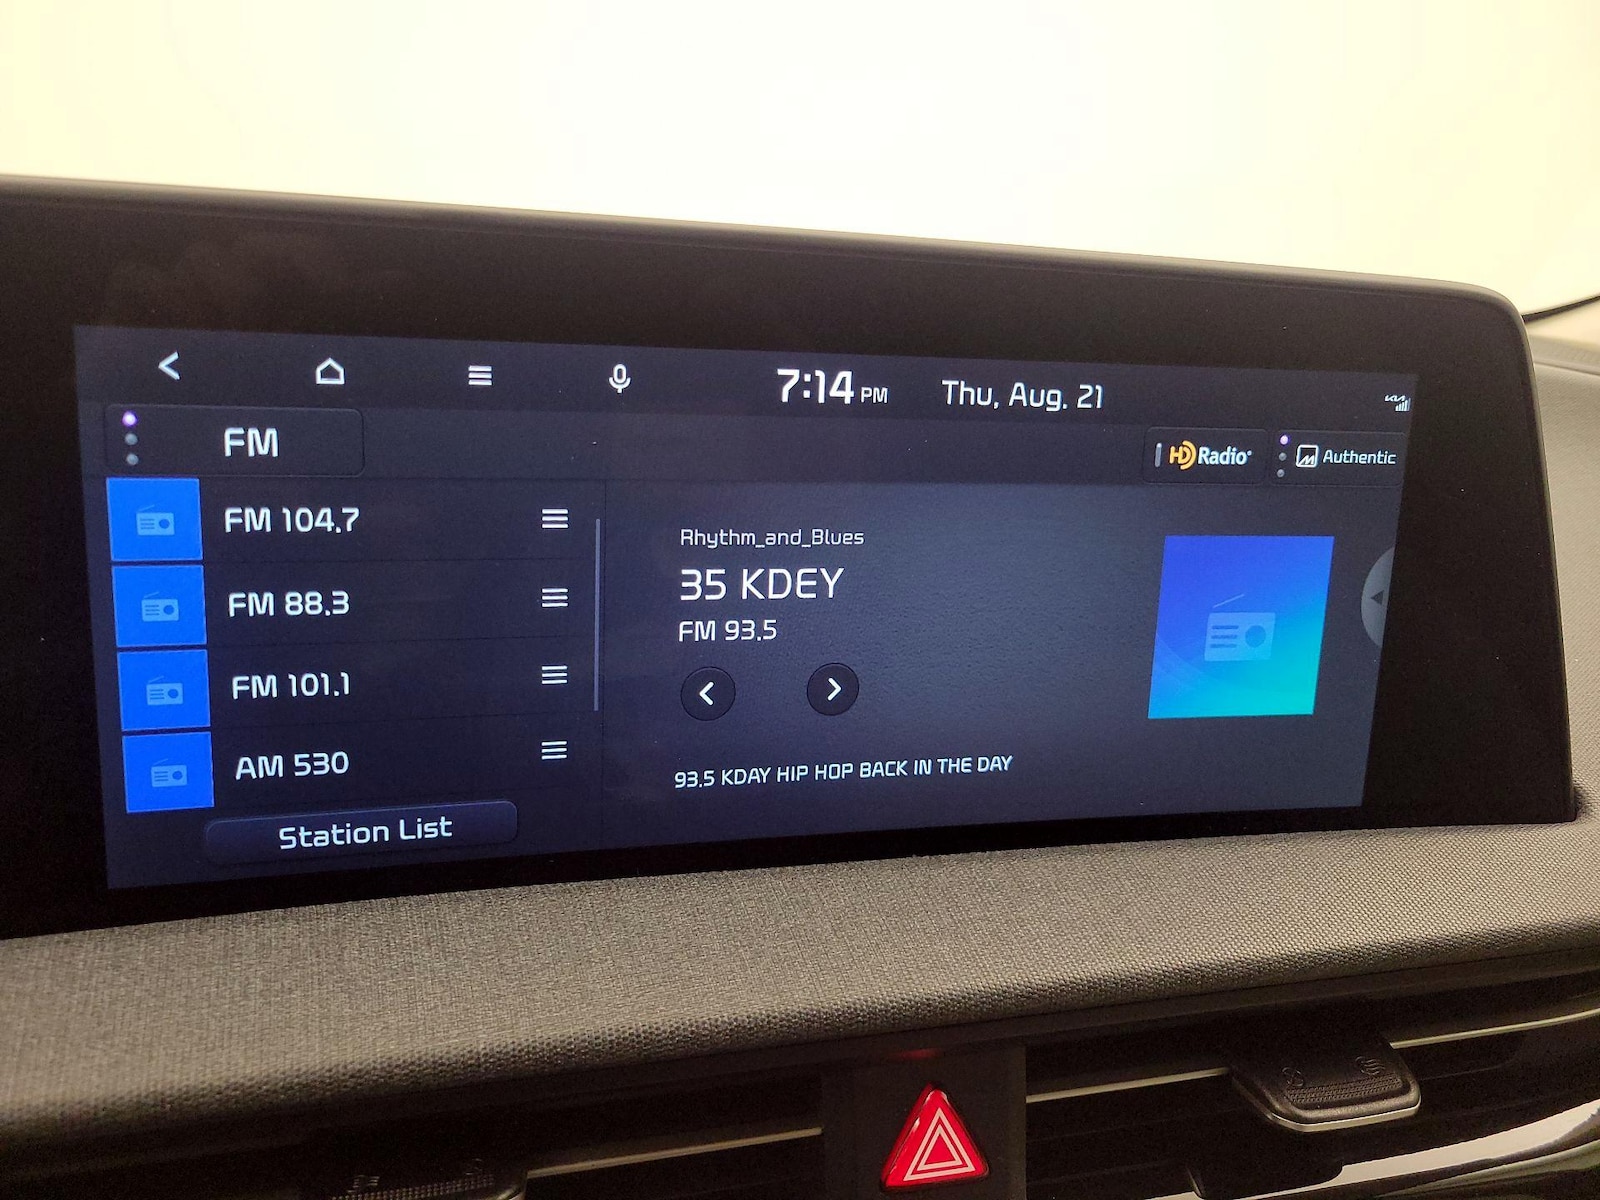 7:14 PM Thu, Aug. 21
KIA
FM
HD Radio
Authentic
FM 104.7
FM 88.3
FM 101.1
AM 530
Station List
Rhythm_and_Blues
35 KDEY
FM 93.5
93.5 KDAY HIP HOP BACK IN THE DAY